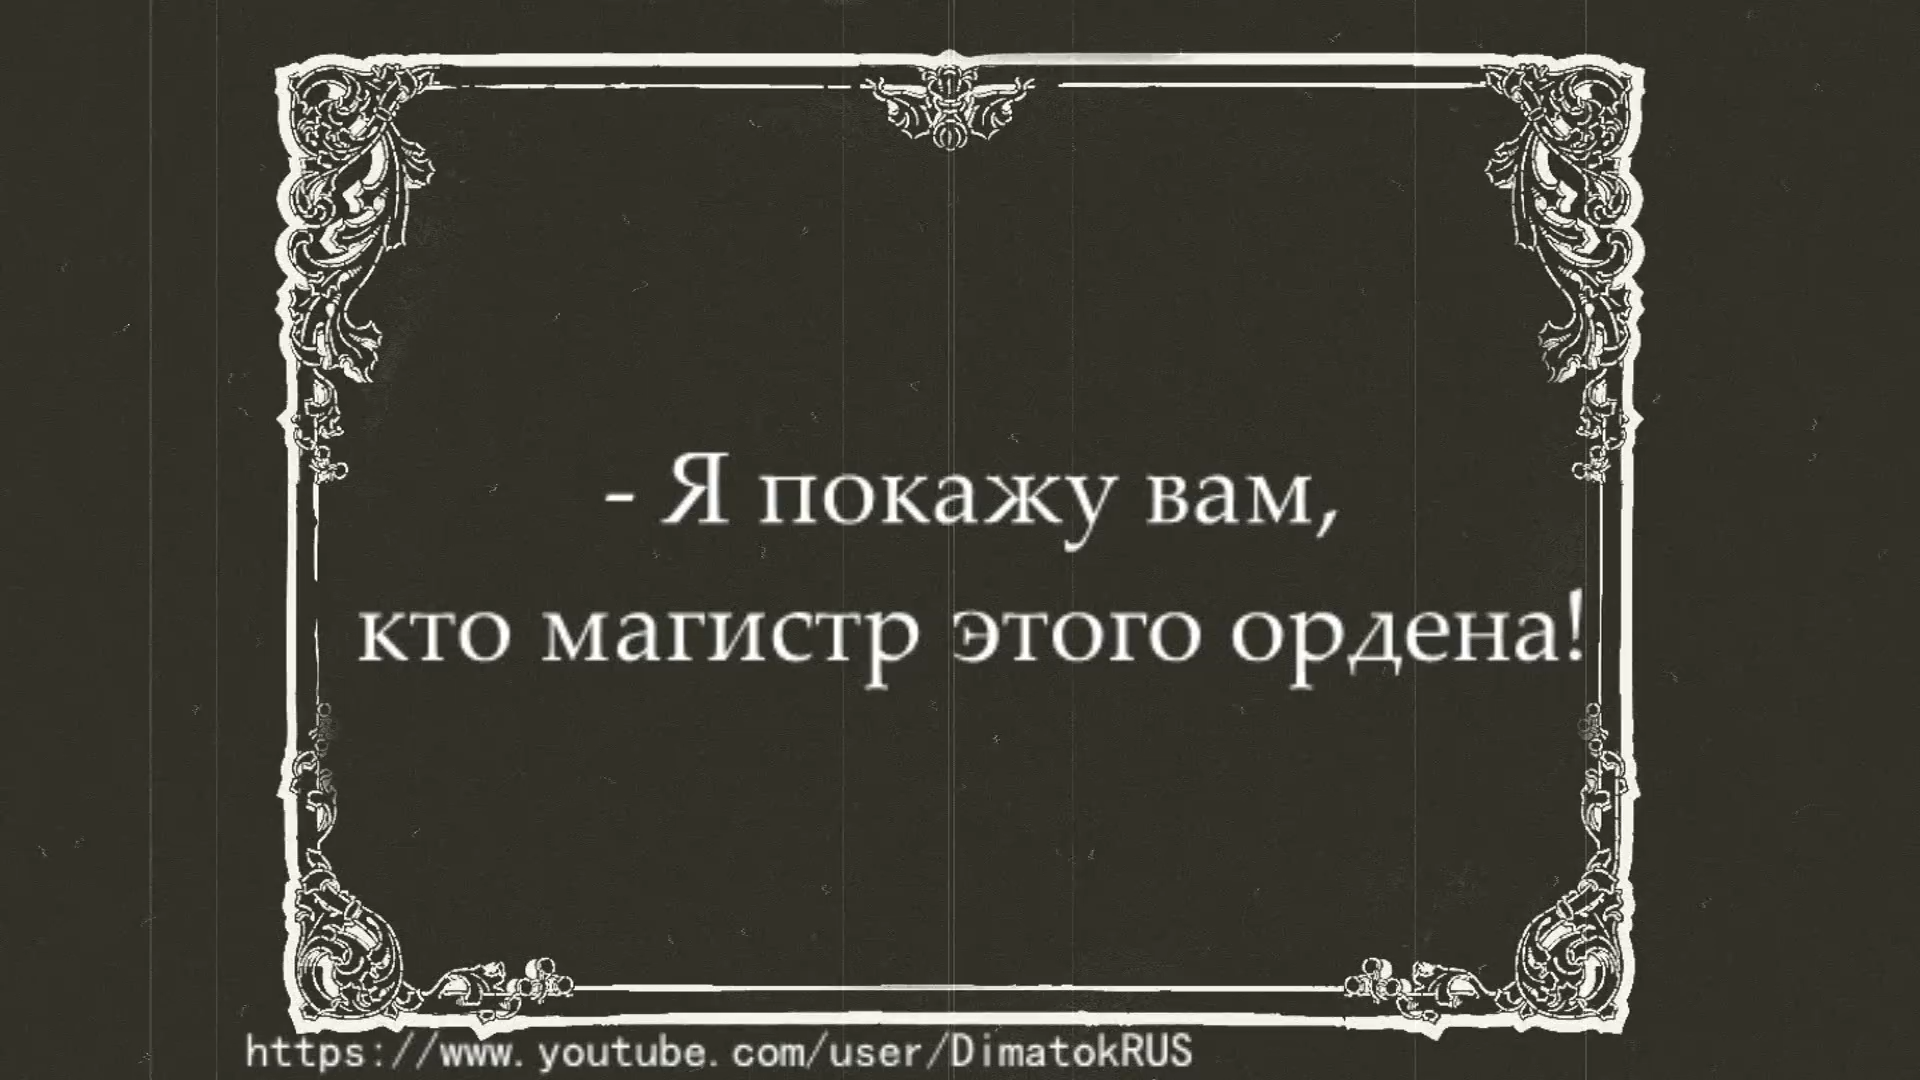 - Я покажу вам,
кто магистр этого ордена!
https://www.youtube.com/user/DimatokRUS